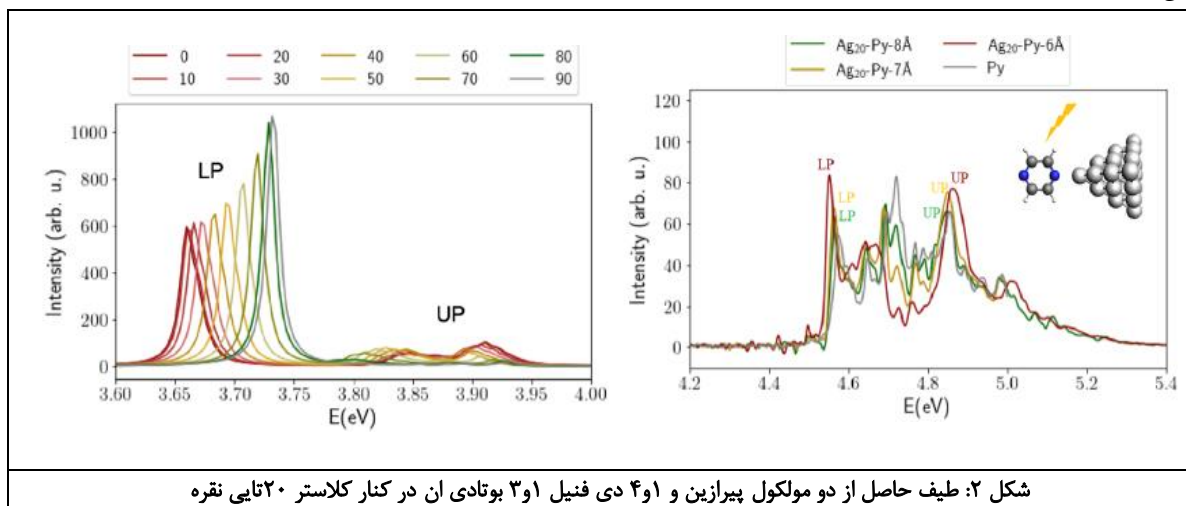 0 20 40 60 80
10 30 50 70 90
LP
UP
Intensity (arb. u.)
1000
800
600
400
200
0
3.60 3.65 3.70 3.75 3.80 3.85 3.90 3.95 4.00
E(eV)
Ag20-Py-8Å Ag20-Py-6Å
Ag20-Py-7Å Py
Intensity (arb. u.)
120
100
80
60
40
20
0
LP
LP
LP
UP
UP
UP
4.2 4.4 4.6 4.8 5.0 5.2 5.4
E(eV)
شکل ۲: طیف حاصل از دو مولکول پیرازین و ۱و۴ دی فنیل ۱و۳ بوتادی ان در کنار کلاستر ۲۰تایی نقره